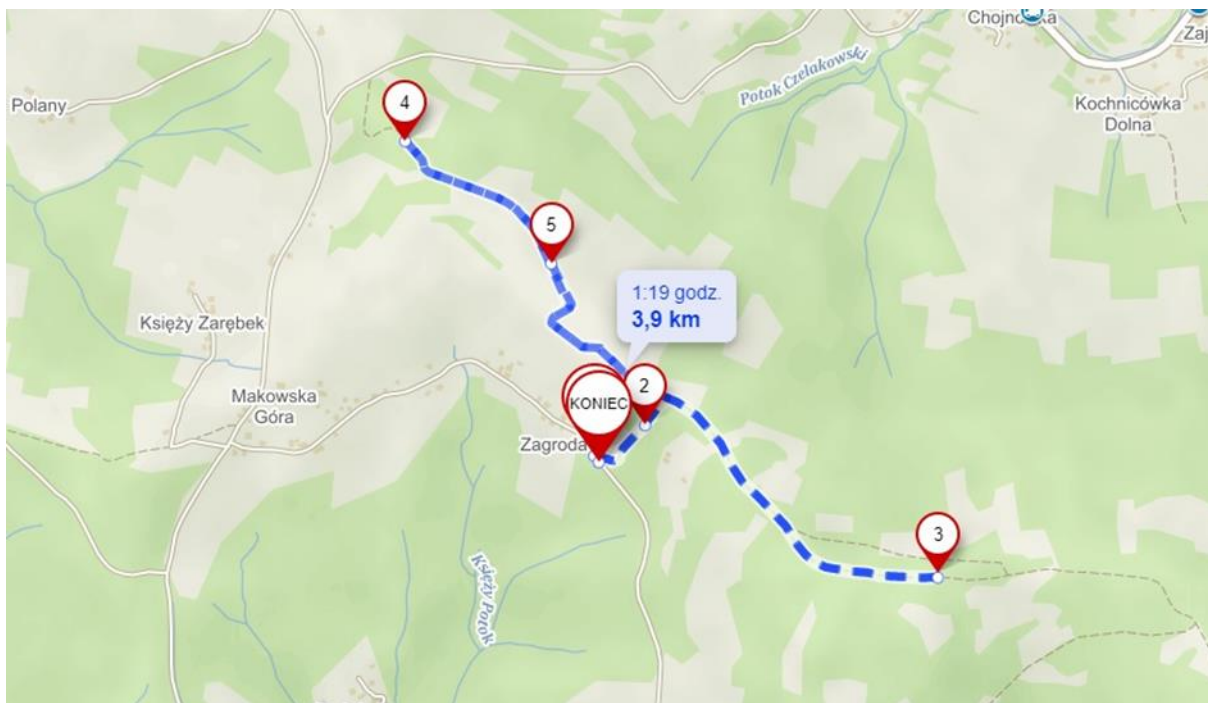 Chojnówka
Zaj
4
Potok Czelakowski
Polany
Kochnicówka
Dolna
5
1:19 godz.
3,9 km
Księży Zarębek
2
KONIEC
Makowska
Góra
Zagroda
3
Księży Potok